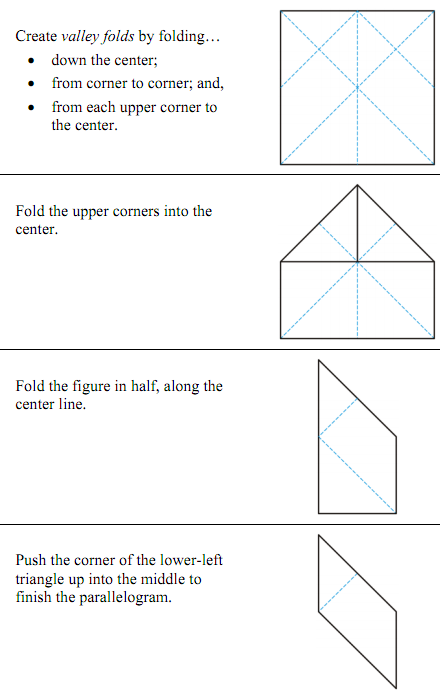 Create valley folds by folding…
• down the center;
• from corner to corner; and,
• from each upper corner to
the center.
Fold the upper corners into the
center.
Fold the figure in half, along the
center line.
Push the corner of the lower-left
triangle up into the middle to
finish the parallelogram.